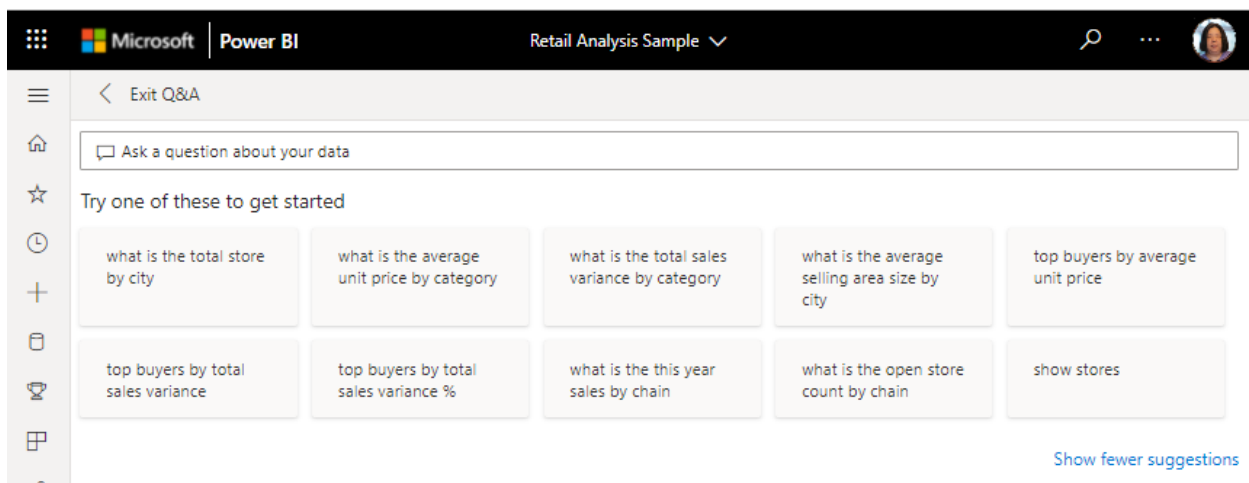 Microsoft Power BI Retail Analysis Sample
Exit Q&A
Ask a question about your data
Try one of these to get started
what is the total store
by city
what is the average
unit price by category
what is the total sales
variance by category
what is the average
selling area size by
city
top buyers by average
unit price
top buyers by total
sales variance
top buyers by total
sales variance %
what is the this year
sales by chain
what is the open store
count by chain
show stores
Show fewer suggestions